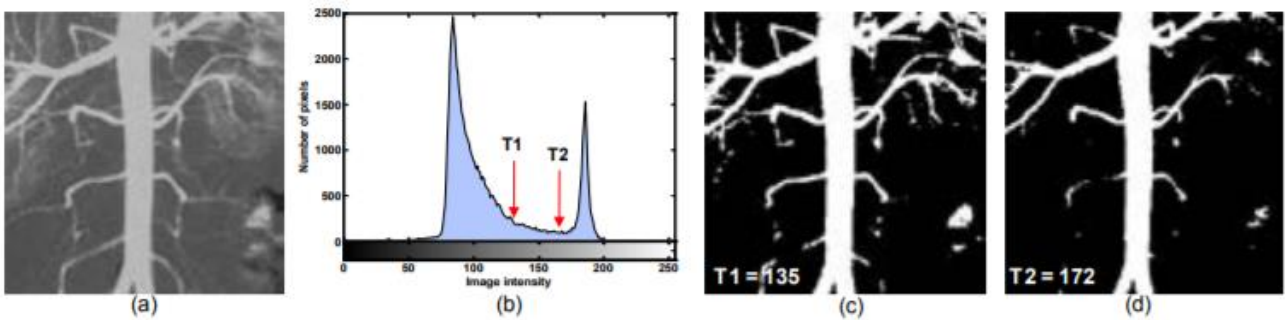 2500
2000
1500
1000
500
0
Number of pixels
T1
T2
0 50 100 150 200 250
Image intensity
T1 = 135
T2 = 172
(a) (b) (c) (d)